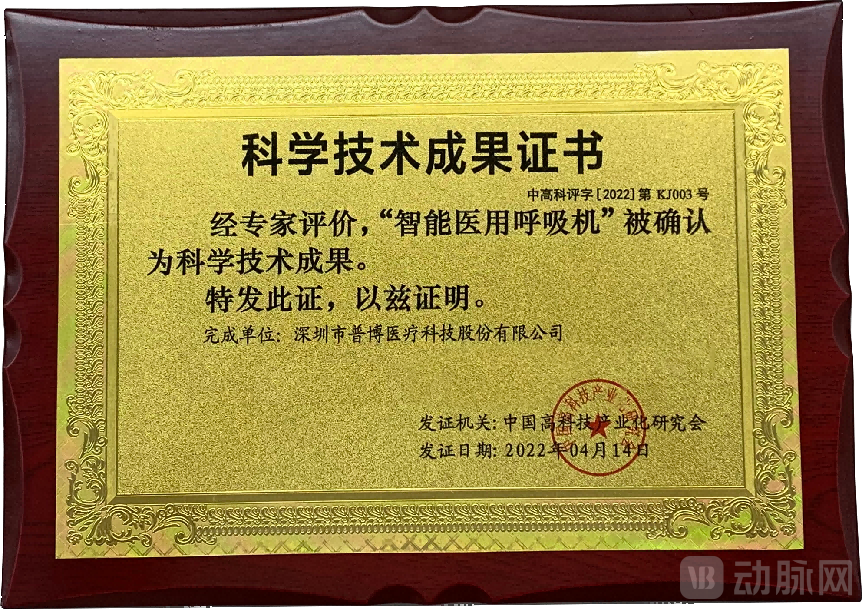 科学技术成果证书
中高科评字[2022]第 KJ003 号
经专家评价，“智能医用呼吸机”被确认
为科学技术成果。
特发此证，以兹证明。
完成单位：深圳市普博医疗科技股份有限公司
发证机关：中国高科技产业化研究会
发证日期：2022年04月14日
VB 动脉网